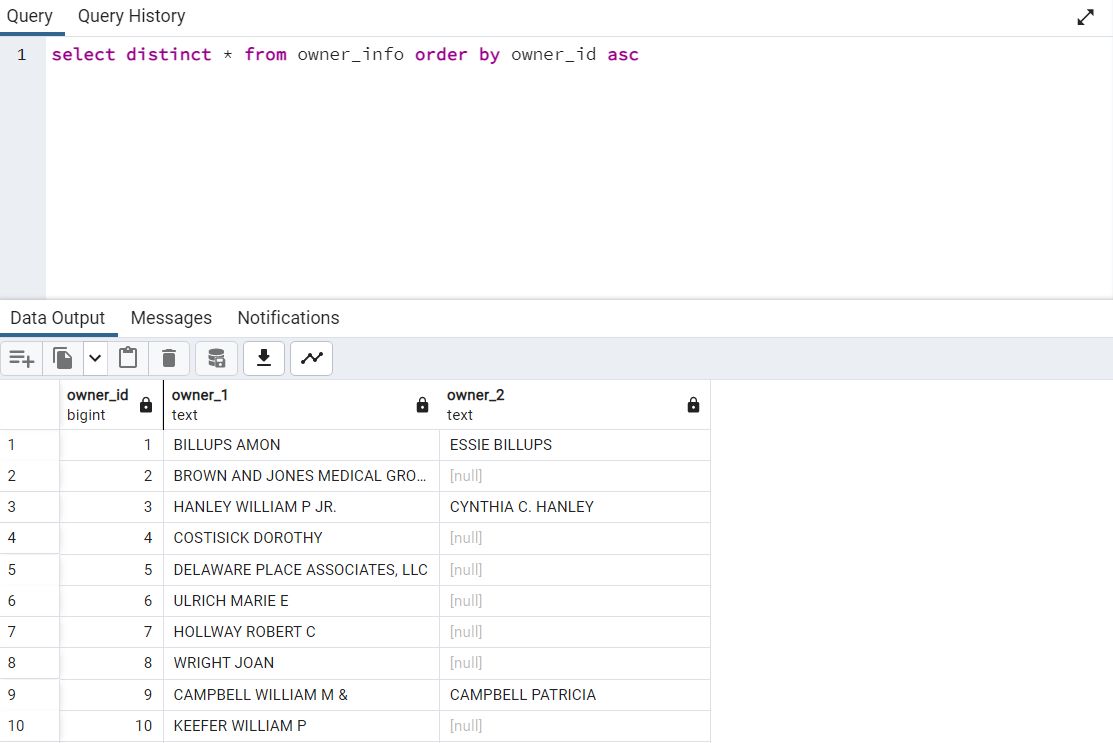 Query Query History
1 select distinct * from owner_info order by owner_id asc
Data Output Messages Notifications
owner_id owner_1 owner_2
bigint text text
1 1 BILLUPS AMON ESSIE BILLUPS
2 2 BROWN AND JONES MEDICAL GRO... [null]
3 3 HANLEY WILLIAM P JR. CYNTHIA C. HANLEY
4 4 COSTISICK DOROTHY [null]
5 5 DELAWARE PLACE ASSOCIATES, LLC [null]
6 6 ULRICH MARIE E [null]
7 7 HOLLWAY ROBERT C [null]
8 8 WRIGHT JOAN [null]
9 9 CAMPBELL WILLIAM M & CAMPBELL PATRICIA
10 10 KEEFER WILLIAM P [null]